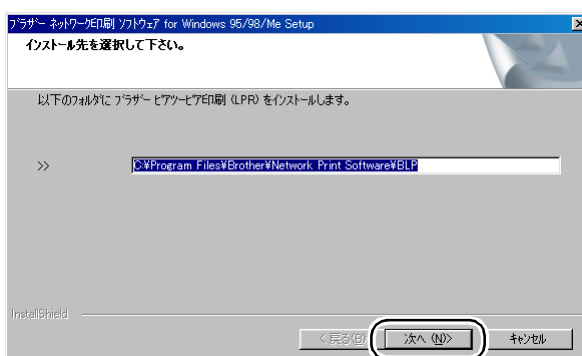 ブラザー ネットワーク印刷 ソフトウェア for Windows 95/98/Me Setup
インストール先を選択して下さい。
以下のフォルダに ブラザー ピアツーピア印刷 (LPR) をインストールします。
>> C:¥Program Files¥Brother¥Network Print Software¥BLP
InstallShield
< 戻る(B) 次へ (N)> キャンセル